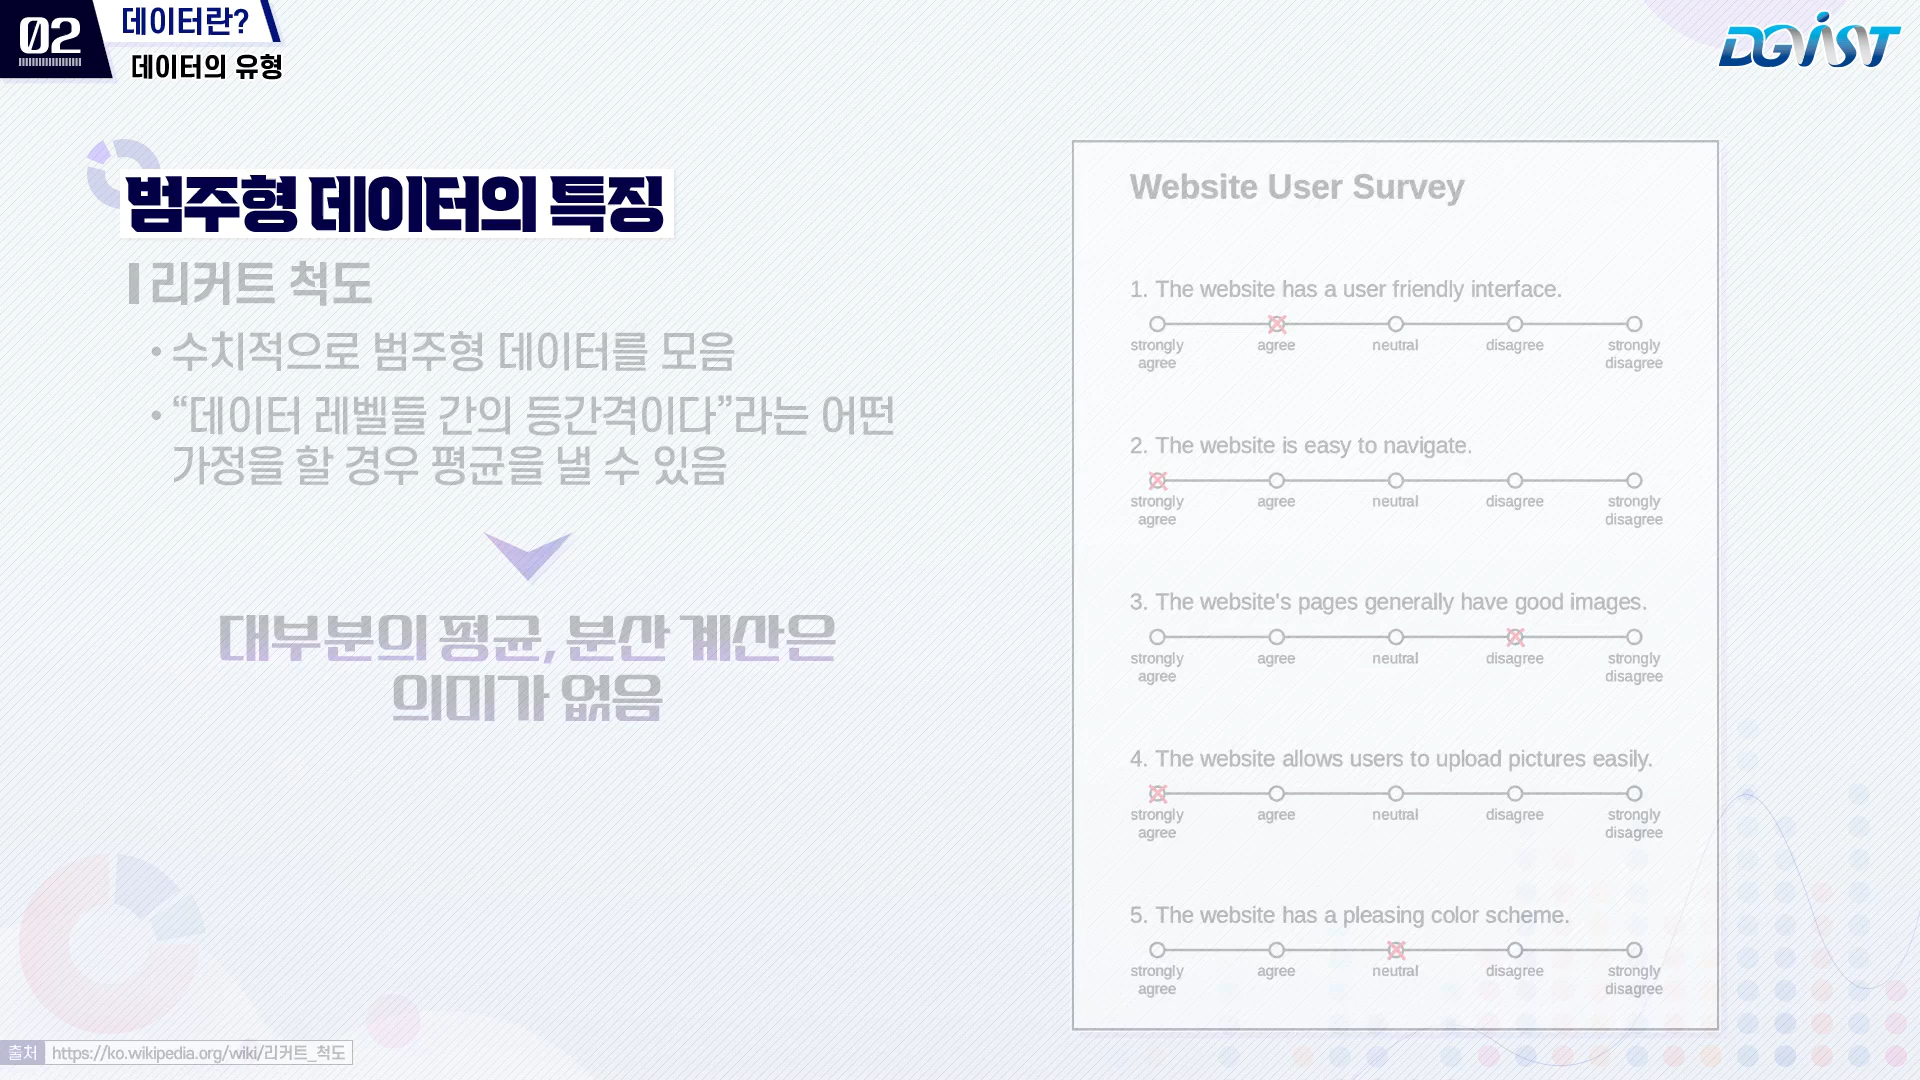 02
데이터란?
데이터의 유형
DGIST
범주형 데이터의 특징
리커트 척도
• 수치적으로 범주형 데이터를 모음
• “데이터 레벨들 간의 등간격이다”라는 어떤
가정을 할 경우 평균을 낼 수 있음
대부분의 평균, 분산 계산은
의미가 없음
Website User Survey
1. The website has a user friendly interface.
strongly agree agree neutral disagree strongly disagree
2. The website is easy to navigate.
strongly agree agree neutral disagree strongly disagree
3. The website's pages generally have good images.
strongly agree agree neutral disagree strongly disagree
4. The website allows users to upload pictures easily.
strongly agree agree neutral disagree strongly disagree
5. The website has a pleasing color scheme.
strongly agree agree neutral disagree strongly disagree
출처 https://ko.wikipedia.org/wiki/리커트_척도